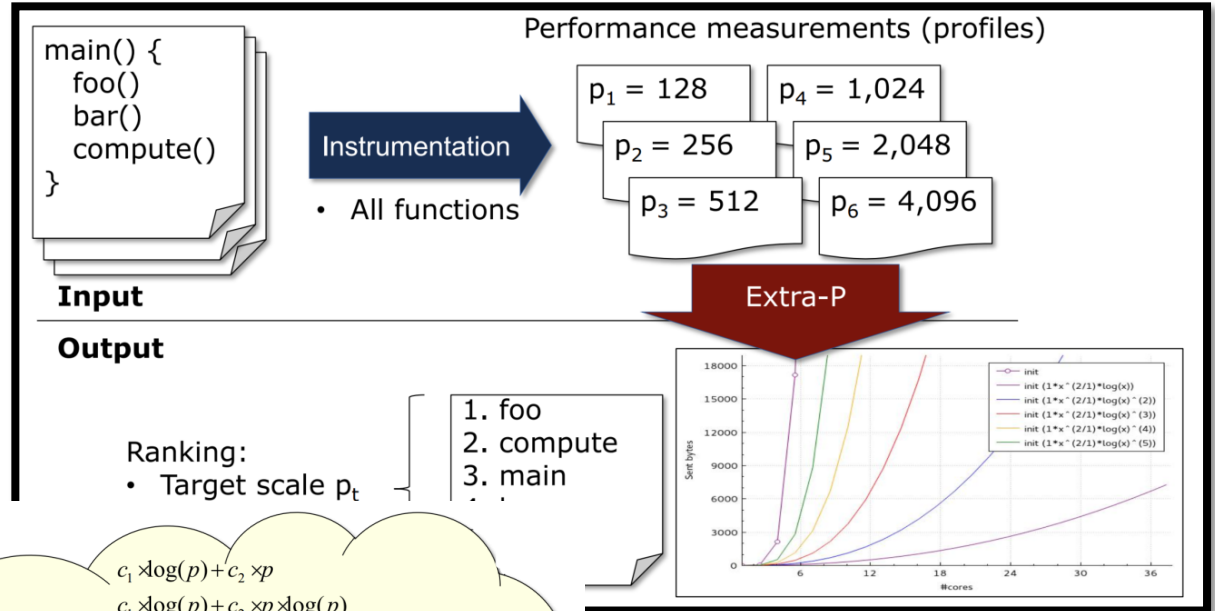 Performance measurements (profiles)
main() {
foo()
bar()
compute()
}
Instrumentation
• All functions
p₁ = 128
p₂ = 256
p₃ = 512
p₄ = 1,024
p₅ = 2,048
p₆ = 4,096
Extra-P
Input
Output
Ranking:
• Target scale pₜ
1. foo
2. compute
3. main
18000
15000
12000
9000
6000
3000
0
Sent bytes
6 12 18 24 30 36
#cores
init
init (1*x^(2/1)*log(x))
init (1*x^(2/1)*log(x)^(2))
init (1*x^(2/1)*log(x)^(3))
init (1*x^(2/1)*log(x)^(4))
init (1*x^(2/1)*log(x)^(5))
c₁ × log(p) + c₂ × p
c₁ × log(p) + c₂ × p × log(p)